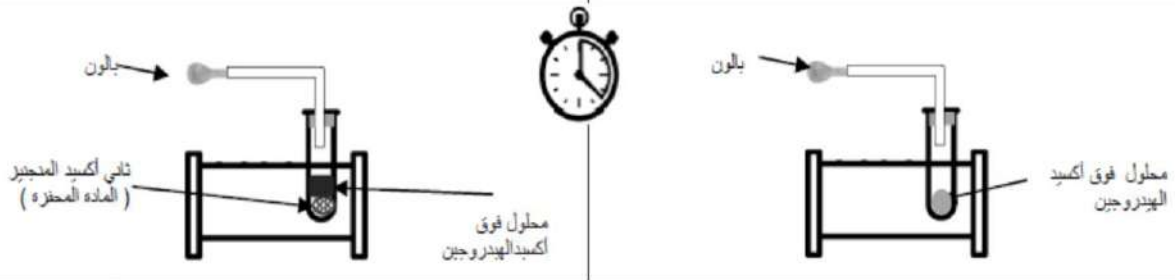 بالون
بالون
محلول فوق أكسيد
الهيدروجين
ثاني أكسيد المنجنيز
( المادة المحفزة )
محلول فوق
أكسيدالهيدروجين